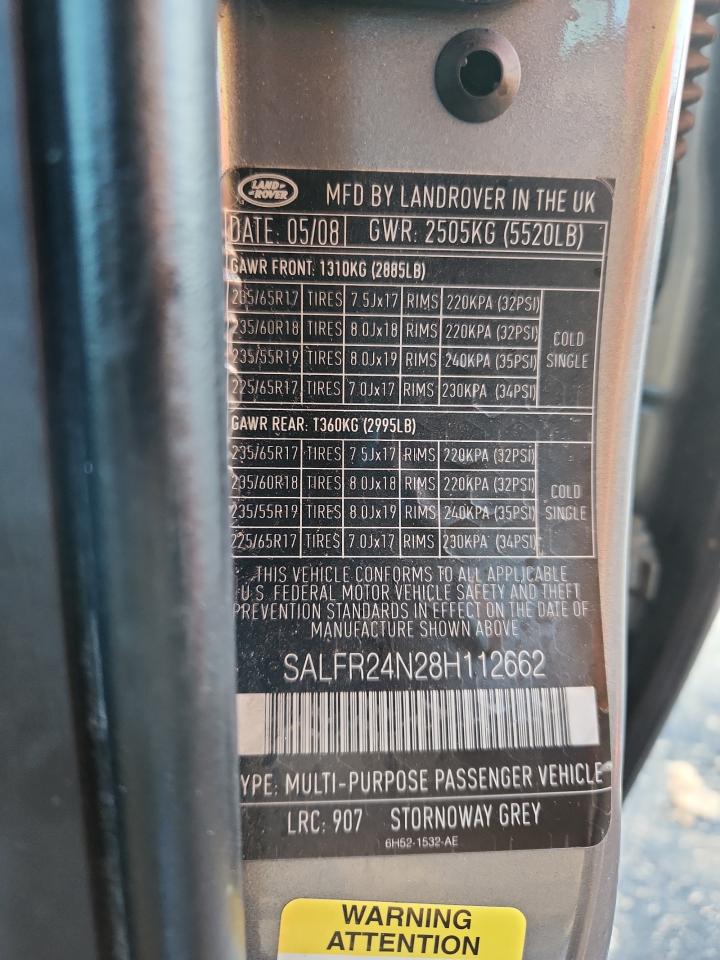 LAND ROVER
MFD BY LANDROVER IN THE UK
DATE: 05/08 GWR: 2505KG (5520LB)
GAWR FRONT: 1310KG (2885LB)
235/65R17 TIRES 7.5Jx17 RIMS 220KPA (32PSI)
235/60R18 TIRES 8.0Jx18 RIMS 220KPA (32PSI)
235/55R19 TIRES 8.0Jx19 RIMS 240KPA (35PSI)
225/65R17 TIRES 7.0Jx17 RIMS 230KPA (34PSI)
COLD
SINGLE
GAWR REAR: 1360KG (2995LB)
235/65R17 TIRES 7.5Jx17 RIMS 220KPA (32PSI)
235/60R18 TIRES 8.0Jx18 RIMS 220KPA (32PSI)
235/55R19 TIRES 8.0Jx19 RIMS 240KPA (35PSI)
225/65R17 TIRES 7.0Jx17 RIMS 230KPA (34PSI)
COLD
SINGLE
THIS VEHICLE CONFORMS TO ALL APPLICABLE
U.S. FEDERAL MOTOR VEHICLE SAFETY AND THEFT
PREVENTION STANDARDS IN EFFECT ON THE DATE OF
MANUFACTURE SHOWN ABOVE
SALFR24N28H112662
YPE: MULTI-PURPOSE PASSENGER VEHICLE
LRC: 907 STORNOWAY GREY
6H52-1532-AE
WARNING
ATTENTION